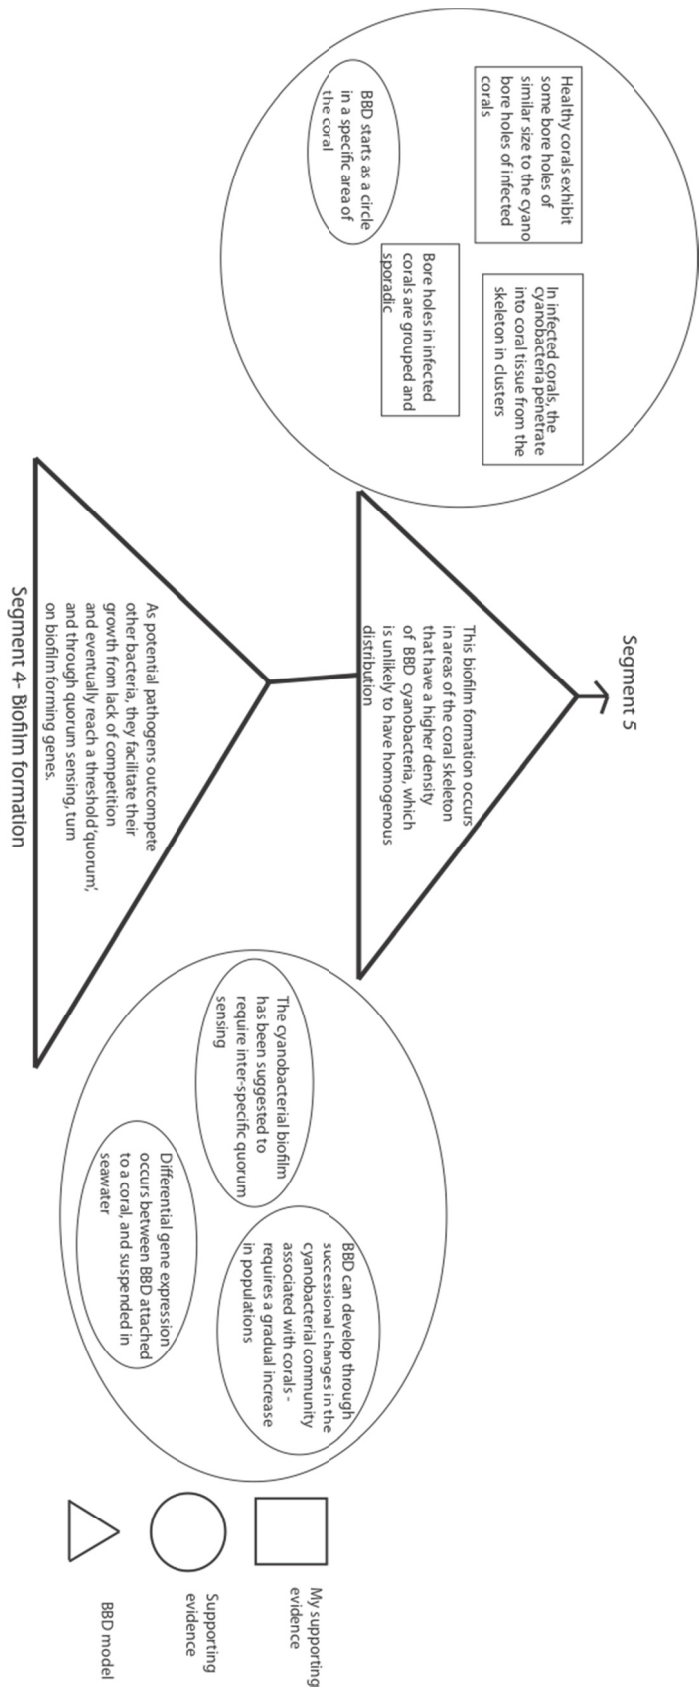 Segment 5
Healthy corals exhibit
some bore holes of
similar size to the cyano
bore holes of infected
corals
In infected corals, the
cyanobacteria penetrate
into coral tissue from the
skeleton in clusters
BBD starts as a circle
in a specific area of
the coral
Bore holes in infected
corals are grouped and
sporadic
This biofilm formation occurs
in areas of the coral skeleton
that have a higher density
of BBD cyanobacteria, which
is unlikely to have homogenous
distribution
The cyanobacterial biofilm
has been suggested to
require inter-specific quorum
sensing
BBD can develop through
successional changes in the
cyanobacterial community
associated with corals -
requires a gradual increase
in populations
Differential gene expression
occurs between BBD attached
to a coral, and suspended in
seawater
As potential pathogens outcompete
other bacteria, they facilitate their
growth from lack of competition
and eventually reach a threshold 'quorum',
and through quorum sensing, turn
on biofilm forming genes.
Segment 4- Biofilm formation
My supporting
evidence
Supporting
evidence
BBD model